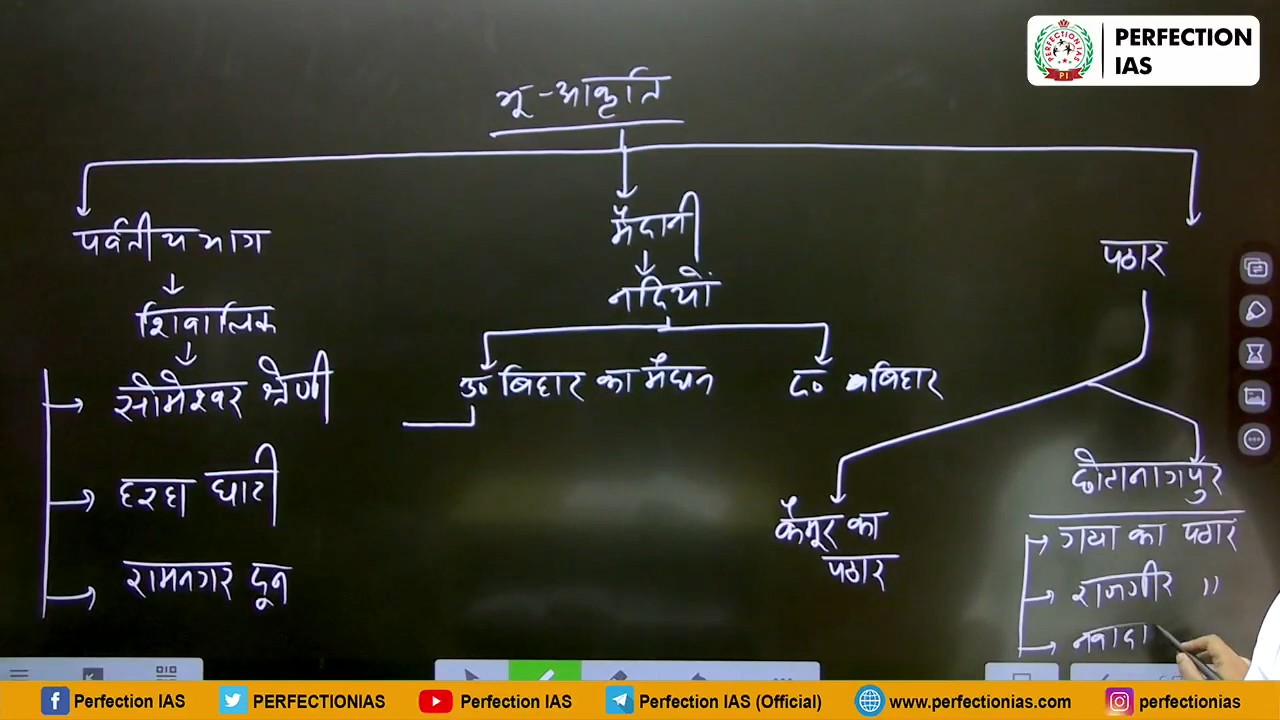 PERFECTION
IAS
भू-आकृति
पर्वतीय भाग
मैदानी
पठार
शिवालिक
नदियों
सोमेश्वर श्रेणी
उ० बिहार का मैदान
द० बिहार
हरहा घाटी
छोटानागपुर
कैमूर का
पठार
गया का पठार
रामनगर दून
राजगीर "
नवादा
Perfection IAS
PERFECTIONIAS
Perfection IAS
Perfection IAS (Official)
www.perfectionias.com
perfectionias